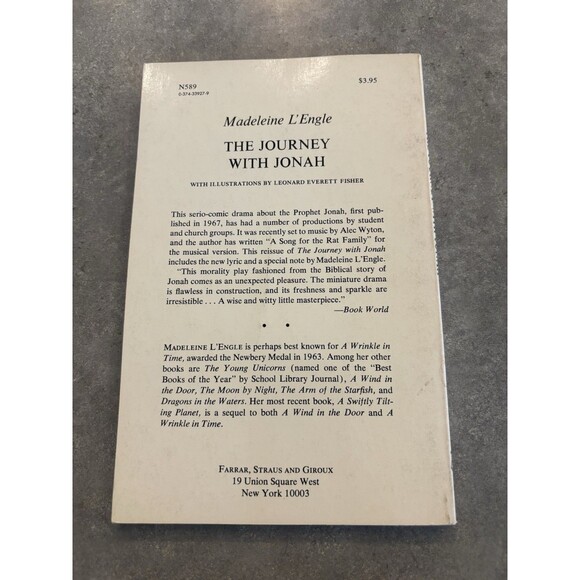 N589
0-374-33927-9
$3.95
Madeleine L'Engle
THE JOURNEY
WITH JONAH
WITH ILLUSTRATIONS BY LEONARD EVERETT FISHER
This serio-comic drama about the Prophet Jonah, first pub-
lished in 1967, has had a number of productions by student
and church groups. It was recently set to music by Alec Wyton,
and the author has written "A Song for the Rat Family" for
the musical version. This reissue of The Journey with Jonah
includes the new lyric and a special note by Madeleine L'Engle.
"This morality play fashioned from the Biblical story of
Jonah comes as an unexpected pleasure. The miniature drama
is flawless in construction, and its freshness and sparkle are
irresistible . . . A wise and witty little masterpiece."
—Book World
• •
MADELEINE L'ENGLE is perhaps best known for A Wrinkle in
Time, awarded the Newbery Medal in 1963. Among her other
books are The Young Unicorns (named one of the "Best
Books of the Year" by School Library Journal), A Wind in
the Door, The Moon by Night, The Arm of the Starfish, and
Dragons in the Waters. Her most recent book, A Swiftly Tilt-
ing Planet, is a sequel to both A Wind in the Door and A
Wrinkle in Time.
FARRAR, STRAUS AND GIROUX
19 Union Square West
New York 10003